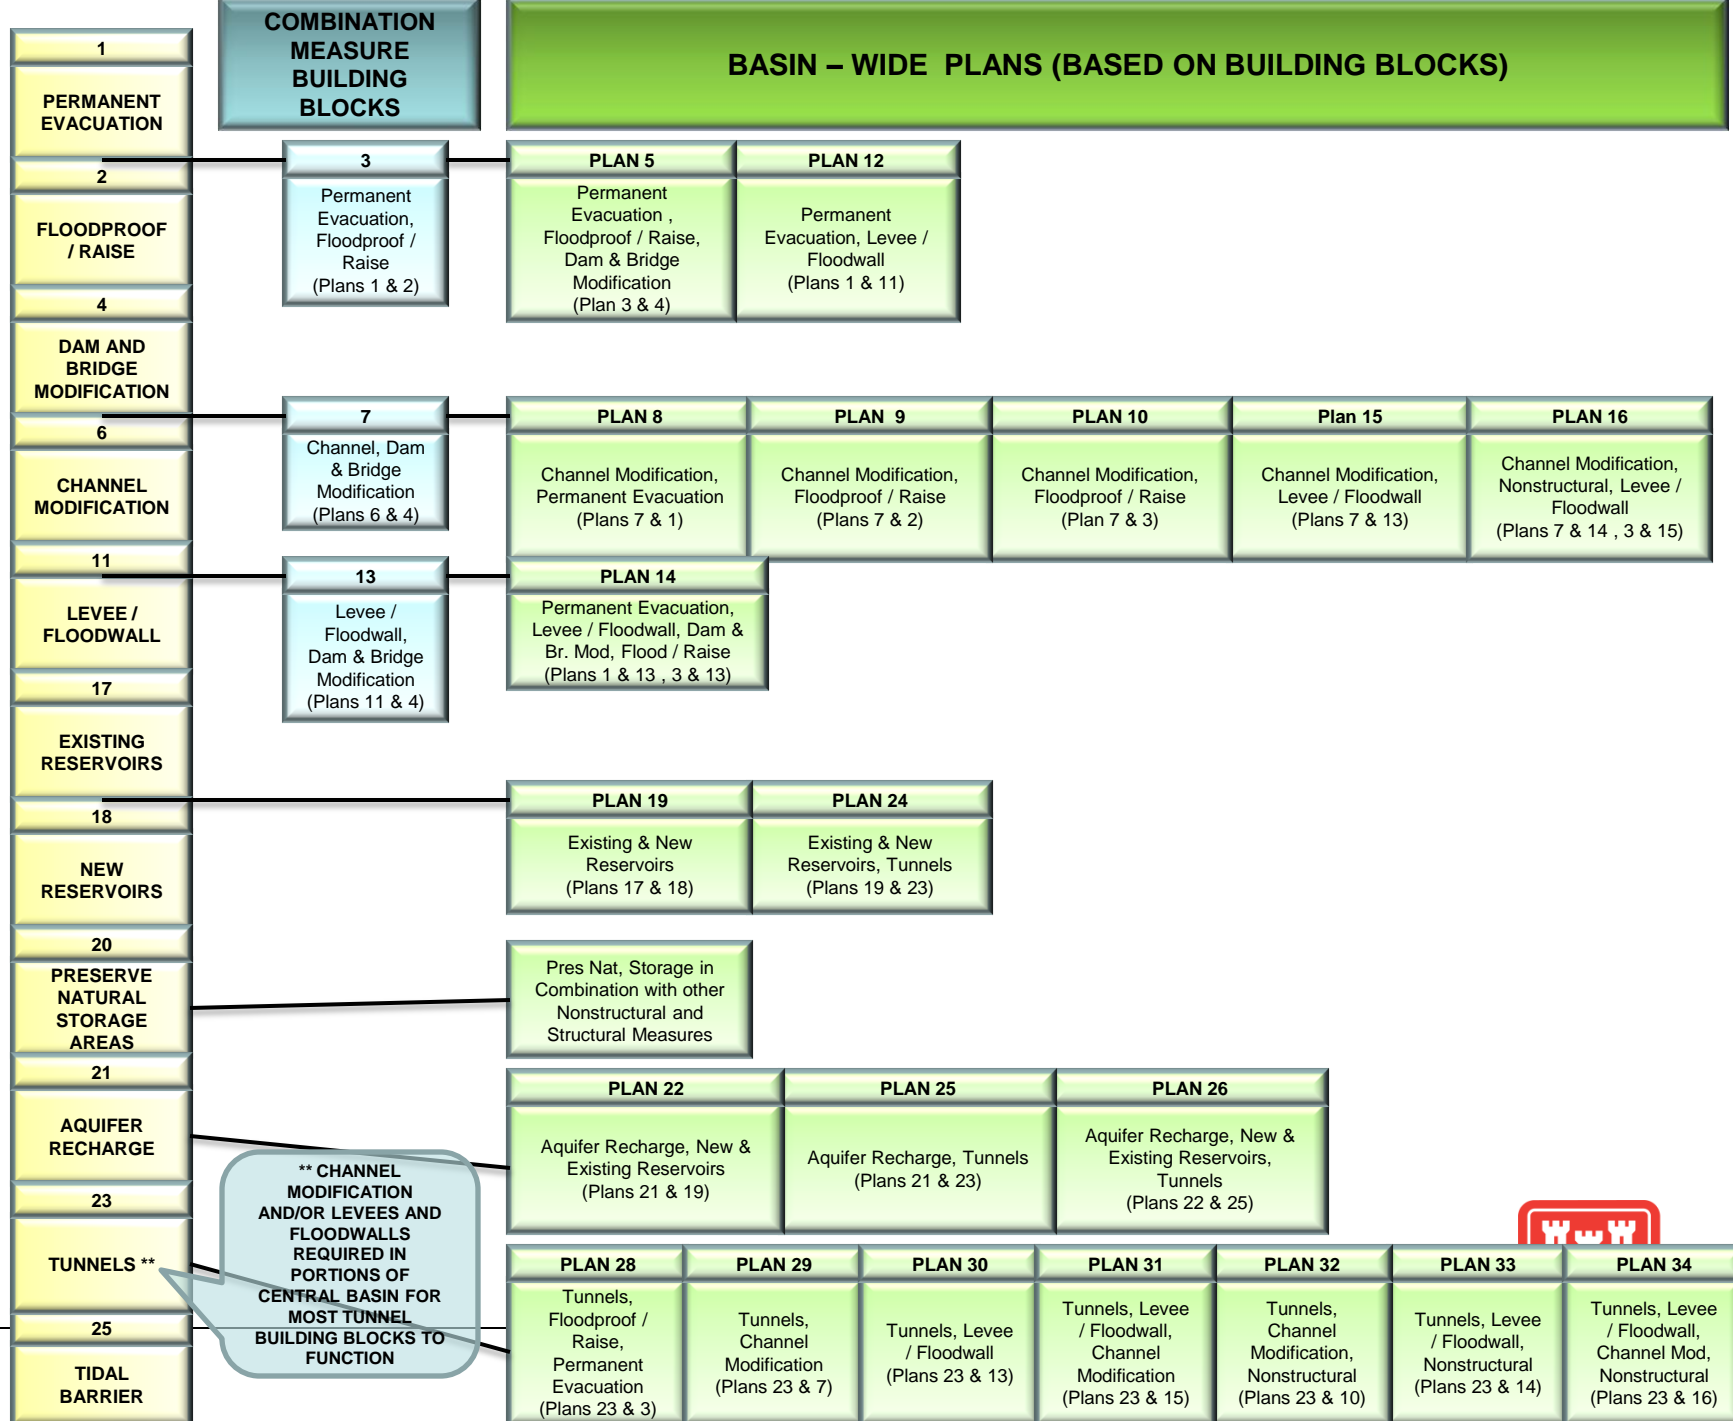 COMBINATION
MEASURE
BUILDING
BLOCKS
BASIN – WIDE PLANS (BASED ON BUILDING BLOCKS)
1
PERMANENT
EVACUATION
2
FLOODPROOF
/ RAISE
4
DAM AND
BRIDGE
MODIFICATION
6
CHANNEL
MODIFICATION
11
LEVEE /
FLOODWALL
17
EXISTING
RESERVOIRS
18
NEW
RESERVOIRS
20
PRESERVE
NATURAL
STORAGE
AREAS
21
AQUIFER
RECHARGE
23
TUNNELS **
25
TIDAL
BARRIER
3
Permanent
Evacuation,
Floodproof /
Raise
(Plans 1 & 2)
PLAN 5
Permanent
Evacuation ,
Floodproof / Raise,
Dam & Bridge
Modification
(Plan 3 & 4)
PLAN 12
Permanent
Evacuation, Levee /
Floodwall
(Plans 1 & 11)
7
Channel, Dam
& Bridge
Modification
(Plans 6 & 4)
PLAN 8
Channel Modification,
Permanent Evacuation
(Plans 7 & 1)
PLAN 9
Channel Modification,
Floodproof / Raise
(Plans 7 & 2)
PLAN 10
Channel Modification,
Floodproof / Raise
(Plan 7 & 3)
Plan 15
Channel Modification,
Levee / Floodwall
(Plans 7 & 13)
PLAN 16
Channel Modification,
Nonstructural, Levee /
Floodwall
(Plans 7 & 14 , 3 & 15)
13
Levee /
Floodwall,
Dam & Bridge
Modification
(Plans 11 & 4)
PLAN 14
Permanent Evacuation,
Levee / Floodwall, Dam &
Br. Mod, Flood / Raise
(Plans 1 & 13 , 3 & 13)
PLAN 19
Existing & New
Reservoirs
(Plans 17 & 18)
PLAN 24
Existing & New
Reservoirs, Tunnels
(Plans 19 & 23)
Pres Nat, Storage in
Combination with other
Nonstructural and
Structural Measures
PLAN 22
Aquifer Recharge, New &
Existing Reservoirs
(Plans 21 & 19)
PLAN 25
Aquifer Recharge, Tunnels
(Plans 21 & 23)
PLAN 26
Aquifer Recharge, New &
Existing Reservoirs,
Tunnels
(Plans 22 & 25)
** CHANNEL
MODIFICATION
AND/OR LEVEES AND
FLOODWALLS
REQUIRED IN
PORTIONS OF
CENTRAL BASIN FOR
MOST TUNNEL
BUILDING BLOCKS TO
FUNCTION
PLAN 28
Tunnels,
Floodproof /
Raise,
Permanent
Evacuation
(Plans 23 & 3)
PLAN 29
Tunnels,
Channel
Modification
(Plans 23 & 7)
PLAN 30
Tunnels, Levee
/ Floodwall
(Plans 23 & 13)
PLAN 31
Tunnels, Levee
/ Floodwall,
Channel
Modification
(Plans 23 & 15)
PLAN 32
Tunnels,
Channel
Modification,
Nonstructural
(Plans 23 & 10)
PLAN 33
Tunnels, Levee
/ Floodwall,
Nonstructural
(Plans 23 & 14)
PLAN 34
Tunnels, Levee
/ Floodwall,
Channel Mod,
Nonstructural
(Plans 23 & 16)